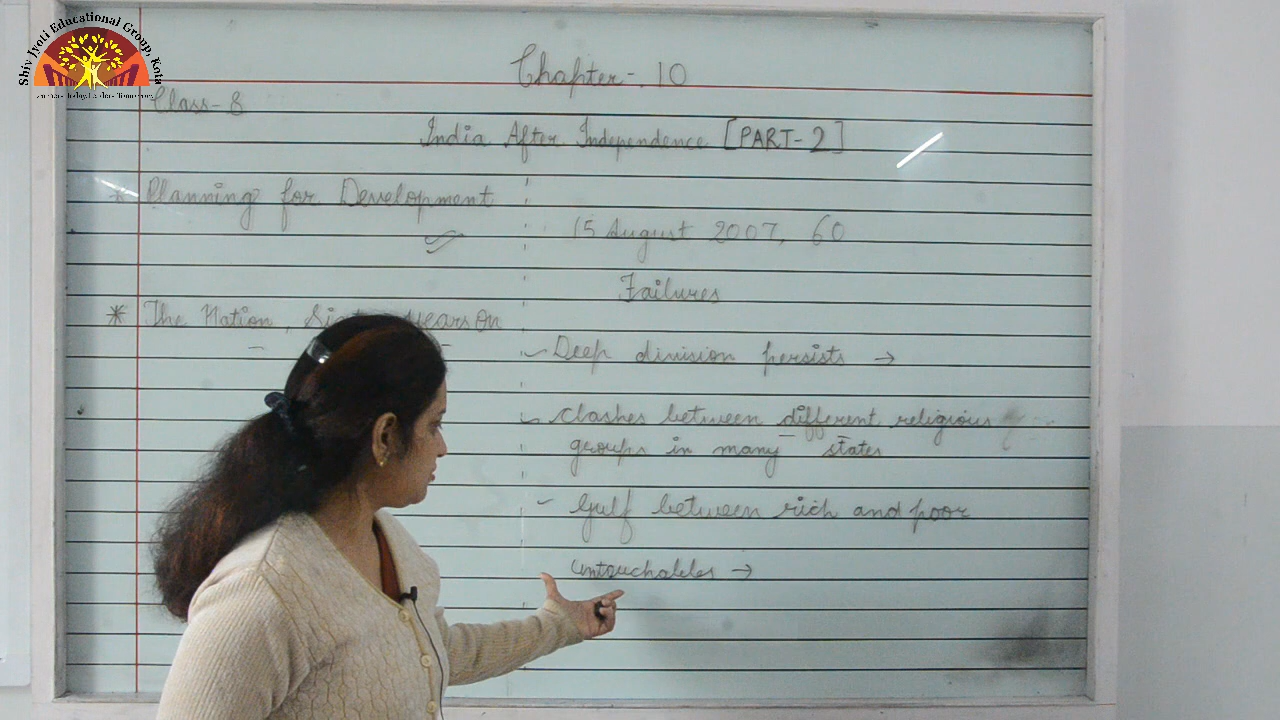 Shiv Jyoti Educational Group, Kota
Chapter-10
Class-8
India After Independence [PART-2]
* Planning for Development
15 August 2007, 60
Failures
* The Nation, years on
Deep division persists →
clashes between different religious
groups in many states
- Gulf between rich and poor
Untouchables →